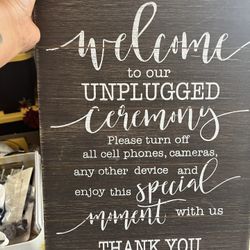 welcome
to our
UNPLUGGED
ceremony
Please turn off
all cell phones, cameras,
any other device and
enjoy this special
moment with us
THANK YOU